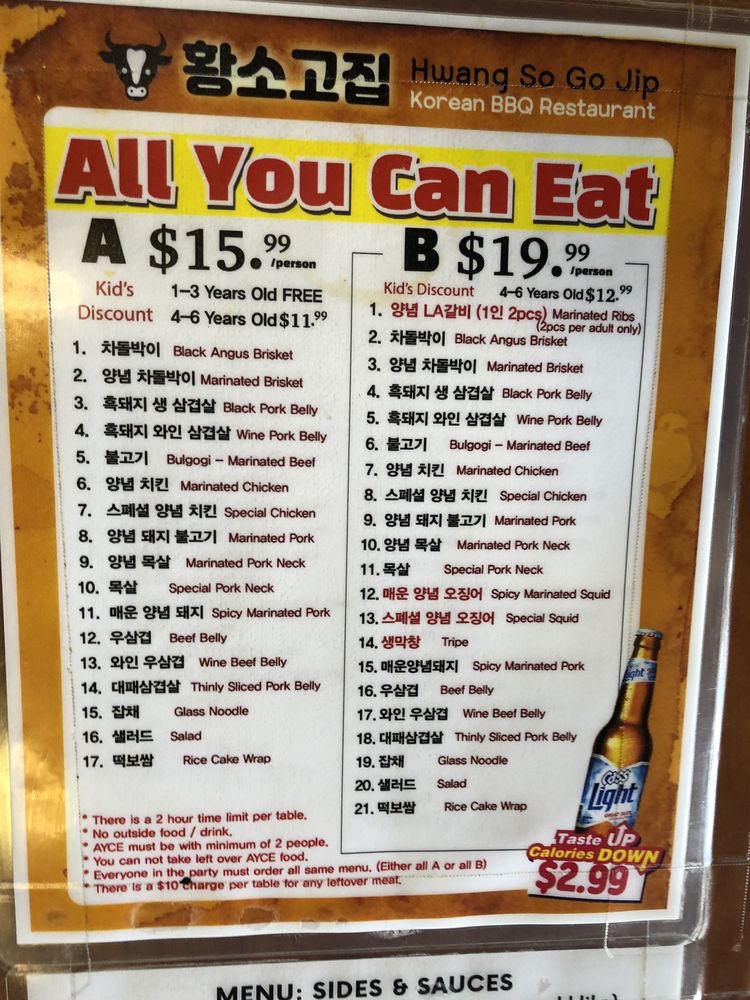 황소고집 Hwang So Go Jip
Korean BBQ Restaurant
All You Can Eat
A $15.99 /person
Kid's Discount
1-3 Years Old FREE
4-6 Years Old $11.99
1. 차돌박이 Black Angus Brisket
2. 양념 차돌박이 Marinated Brisket
3. 흑돼지 생 삼겹살 Black Pork Belly
4. 흑돼지 와인 삼겹살 Wine Pork Belly
5. 불고기 Bulgogi - Marinated Beef
6. 양념 치킨 Marinated Chicken
7. 스폐셜 양념 치킨 Special Chicken
8. 양념 돼지 불고기 Marinated Pork
9. 양념 목살 Marinated Pork Neck
10. 목살 Special Pork Neck
11. 매운 양념 돼지 Spicy Marinated Pork
12. 우삼겹 Beef Belly
13. 와인 우삼겹 Wine Beef Belly
14. 대패삼겹살 Thinly Sliced Pork Belly
15. 잡채 Glass Noodle
16. 샐러드 Salad
17. 떡보쌈 Rice Cake Wrap
B $19.99 /person
Kid's Discount 4-6 Years Old $12.99
1. 양념 LA갈비 (1인 2pcs) Marinated Ribs
(2pcs per adult only)
2. 차돌박이 Black Angus Brisket
3. 양념 차돌박이 Marinated Brisket
4. 흑돼지 생 삼겹살 Black Pork Belly
5. 흑돼지 와인 삼겹살 Wine Pork Belly
6. 불고기 Bulgogi - Marinated Beef
7. 양념 치킨 Marinated Chicken
8. 스폐셜 양념 치킨 Special Chicken
9. 양념 돼지 불고기 Marinated Pork
10. 양념 목살 Marinated Pork Neck
11. 목살 Special Pork Neck
12. 매운 양념 오징어 Spicy Marinated Squid
13. 스폐셜 양념 오징어 Special Squid
14. 생막창 Tripe
15. 매운양념돼지 Spicy Marinated Pork
16. 우삼겹 Beef Belly
17. 와인 우삼겹 Wine Beef Belly
18. 대패삼겹살 Thinly Sliced Pork Belly
19. 잡채 Glass Noodle
20. 샐러드 Salad
21. 떡보쌈 Rice Cake Wrap
* There is a 2 hour time limit per table.
* No outside food / drink.
* AYCE must be with minimum of 2 people.
* You can not take left over AYCE food.
* Everyone in the party must order all same menu. (Either all A or all B)
* There is a $10 charge per table for any leftover meat.
Cass
Light
Taste UP
Calories DOWN
$2.99
MENU: SIDES & SAUCES